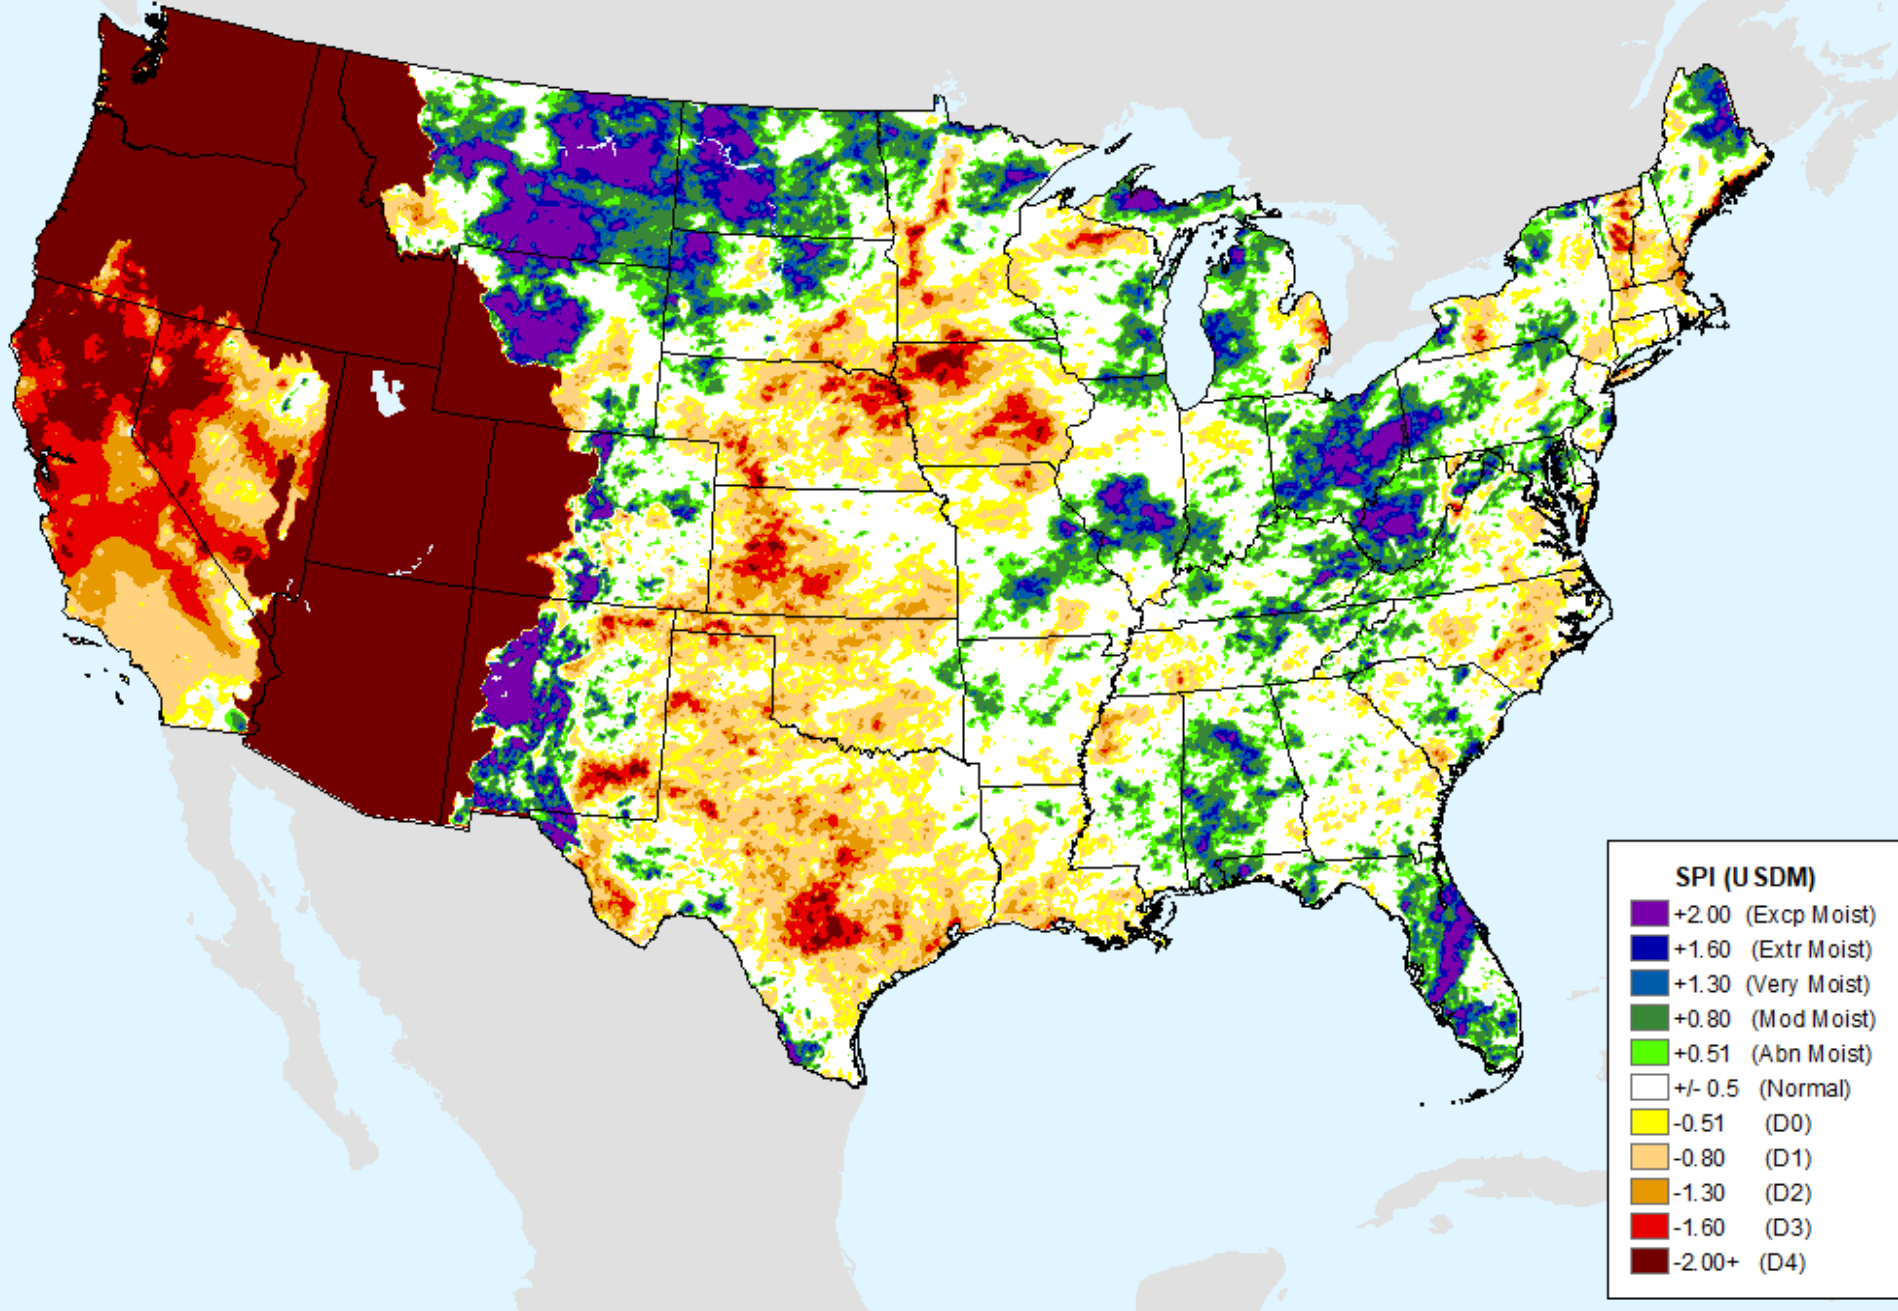 SPI (USDM)
+2.00 (Excp Moist)
+1.60 (Extr Moist)
+1.30 (Very Moist)
+0.80 (Mod Moist)
+0.51 (Abn Moist)
+/- 0.5 (Normal)
-0.51 (D0)
-0.80 (D1)
-1.30 (D2)
-1.60 (D3)
-2.00+ (D4)